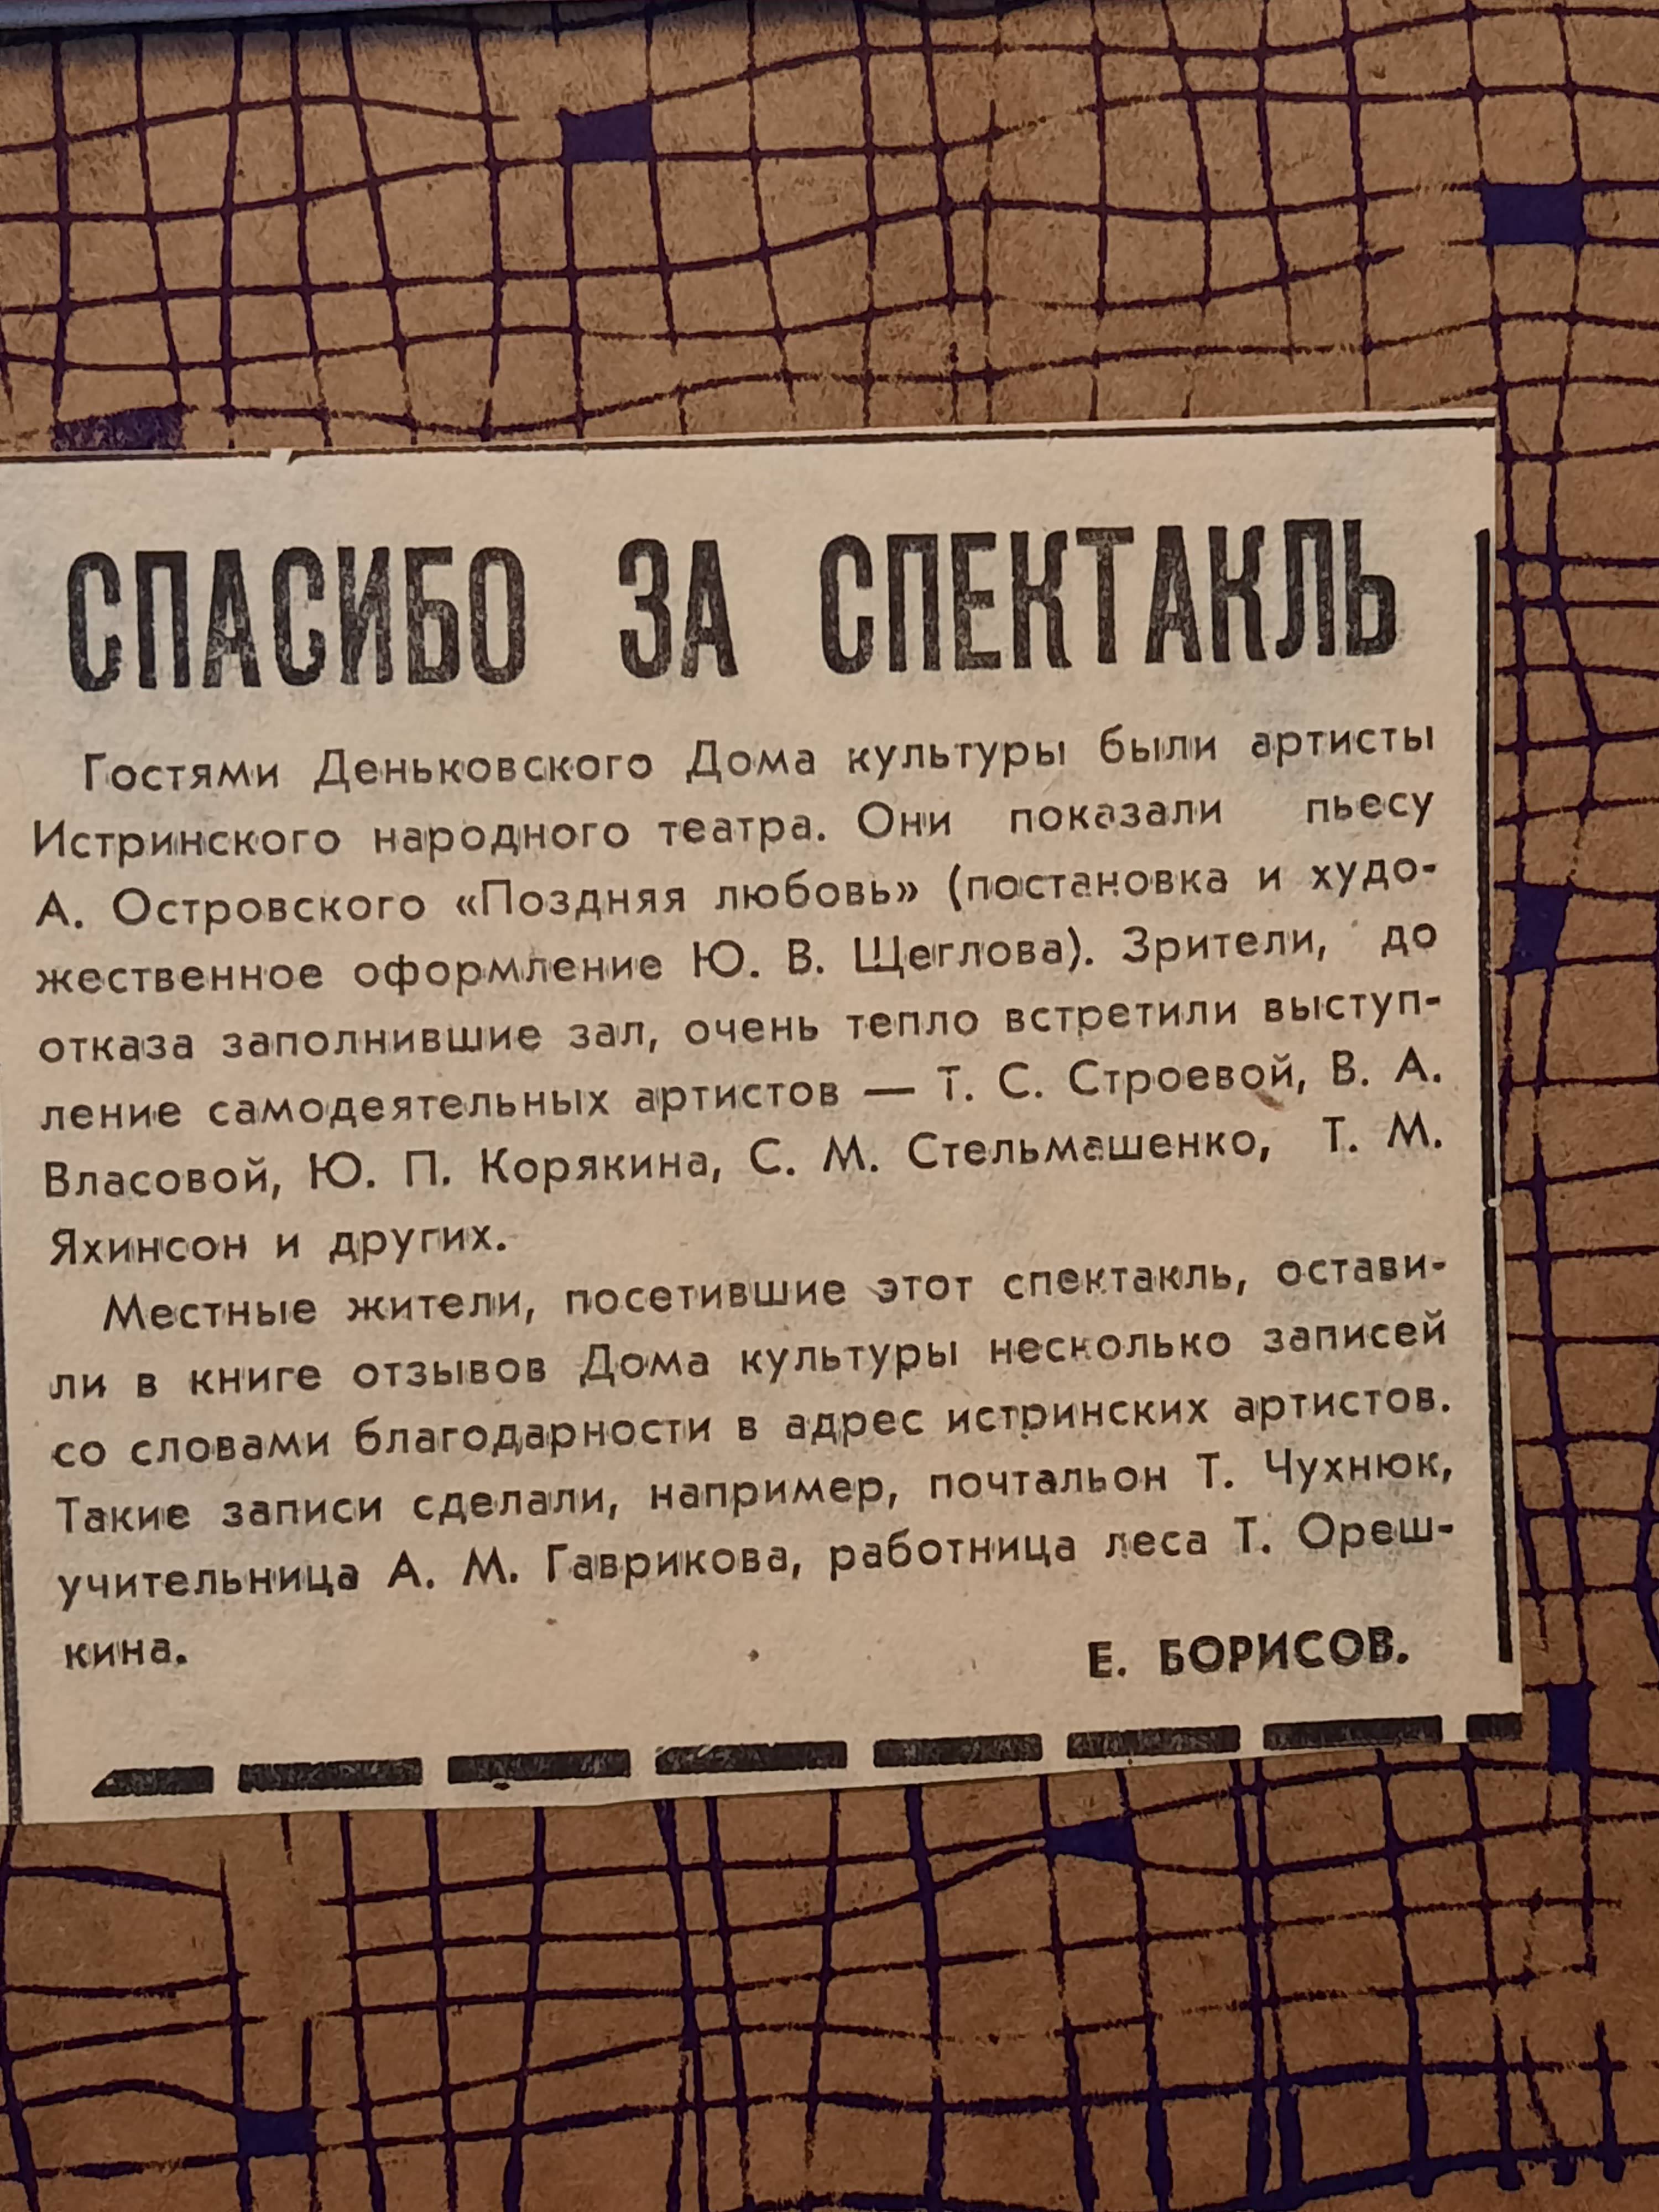 СПАСИБО ЗА СПЕКТАКЛЬ
Гостями Деньковского Дома культуры были артисты
Истринского народного театра. Они показали пьесу
А. Островского «Поздняя любовь» (постановка и худо-
жественное оформление Ю. В. Щеглова). Зрители, до
отказа заполнившие зал, очень тепло встретили выступ-
ление самодеятельных артистов — Т. С. Строевой, В. А.
Власовой, Ю. П. Корякина, С. М. Стельмашенко, Т. М.
Яхинсон и других.
Местные жители, посетившие этот спектакль, остави-
ли в книге отзывов Дома культуры несколько записей
со словами благодарности в адрес истринских артистов.
Такие записи сделали, например, почтальон Т. Чухнюк,
учительница А. М. Гаврикова, работница леса Т. Ореш-
кина.
Е. БОРИСОВ.